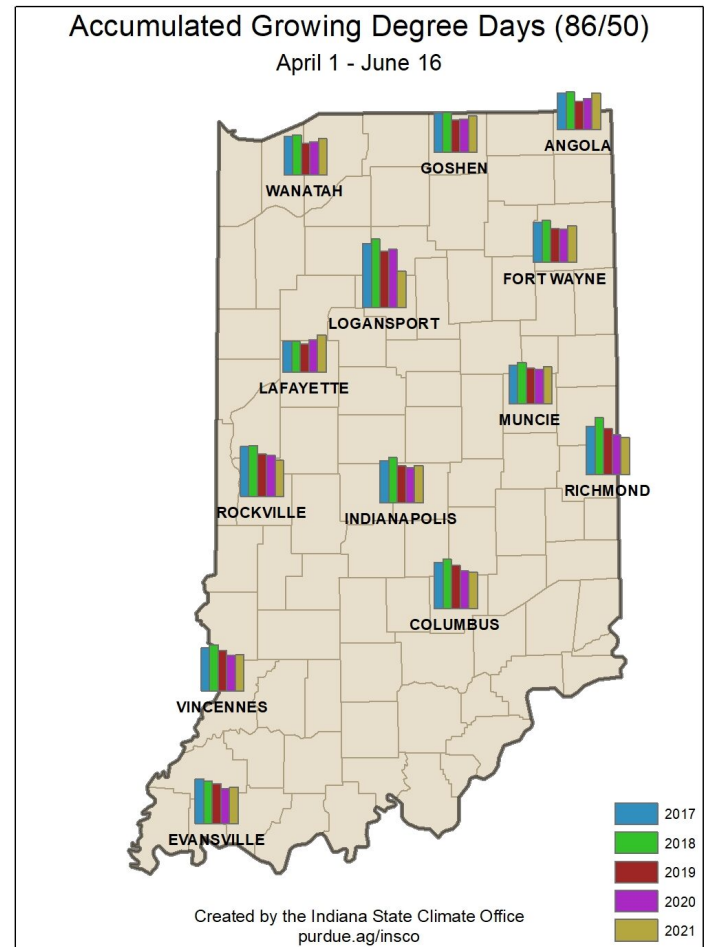 Accumulated Growing Degree Days (86/50)
April 1 - June 16
ANGOLA
GOSHEN
WANATAH
FORT WAYNE
LOGANSPORT
LAFAYETTE
MUNCIE
RICHMOND
ROCKVILLE
INDIANAPOLIS
COLUMBUS
VINCENNES
EVANSVILLE
2017
2018
2019
2020
2021
Created by the Indiana State Climate Office
purdue.ag/insco